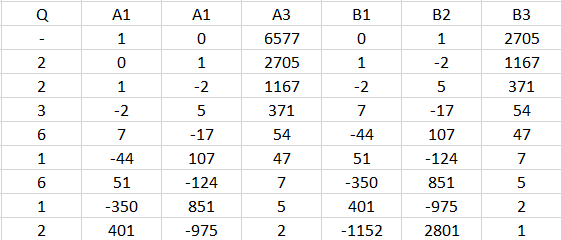 Q A1 A1 A3 B1 B2 B3
- 1 0 6577 0 1 2705
2 0 1 2705 1 -2 1167
2 1 -2 1167 -2 5 371
3 -2 5 371 7 -17 54
6 7 -17 54 -44 107 47
1 -44 107 47 51 -124 7
6 51 -124 7 -350 851 5
1 -350 851 5 401 -975 2
2 401 -975 2 -1152 2801 1